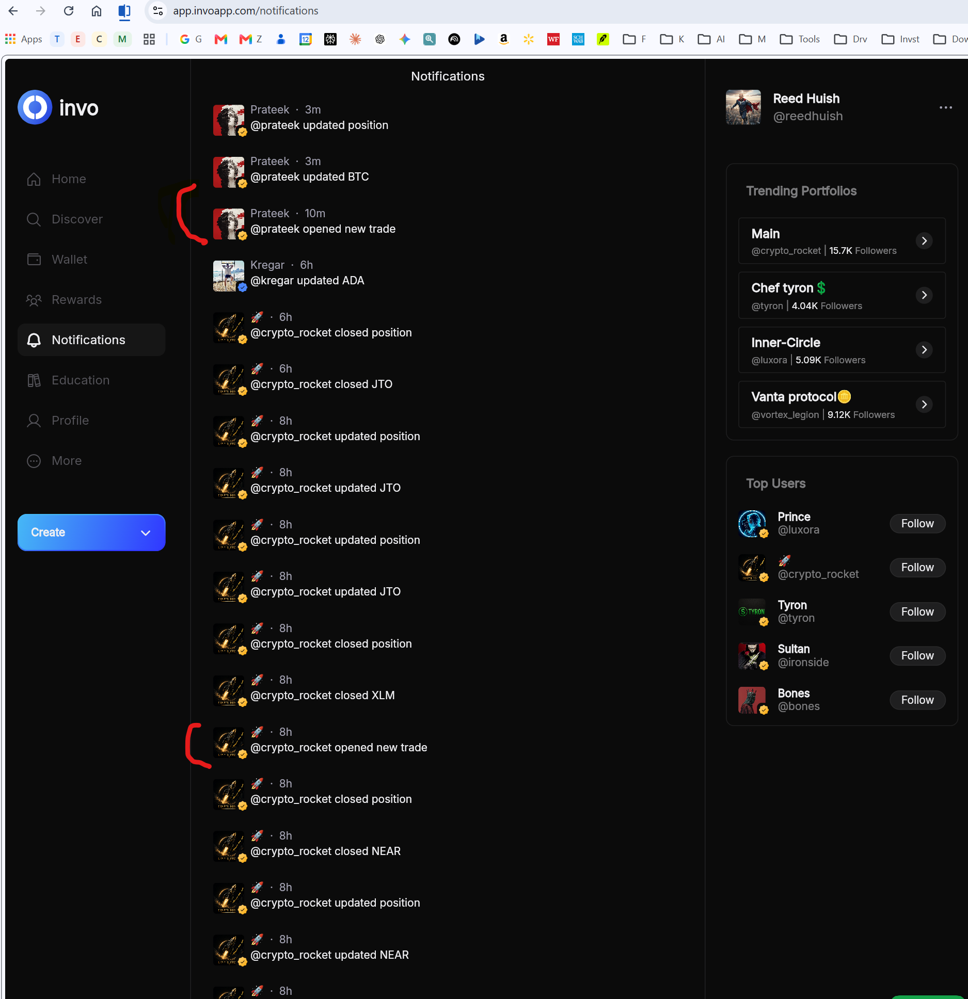 app.invoapp.com/notifications
Apps T E C M G M Z 12 a WF SCH WAB F K AI M Tools Drv Invst Dow
Notifications
invo
Home
Discover
Wallet
Rewards
Notifications
Education
Profile
More
Create
Prateek · 3m
@prateek updated position
Prateek · 3m
@prateek updated BTC
Prateek · 10m
@prateek opened new trade
Kregar · 6h
@kregar updated ADA
🚀 · 6h
@crypto_rocket closed position
🚀 · 6h
@crypto_rocket closed JTO
🚀 · 8h
@crypto_rocket updated position
🚀 · 8h
@crypto_rocket updated JTO
🚀 · 8h
@crypto_rocket updated position
🚀 · 8h
@crypto_rocket updated JTO
🚀 · 8h
@crypto_rocket closed position
🚀 · 8h
@crypto_rocket closed XLM
🚀 · 8h
@crypto_rocket opened new trade
🚀 · 8h
@crypto_rocket closed position
🚀 · 8h
@crypto_rocket closed NEAR
🚀 · 8h
@crypto_rocket updated position
🚀 · 8h
@crypto_rocket updated NEAR
🚀 · 8h
Reed Huish
@reedhuish
Trending Portfolios
Main
@crypto_rocket | 15.7K Followers
Chef tyron💲
@tyron | 4.04K Followers
Inner-Circle
@luxora | 5.09K Followers
Vanta protocol🪙
@vortex_legion | 9.12K Followers
Top Users
Prince
@luxora
Follow
🚀
@crypto_rocket
Follow
TYRON
Tyron
@tyron
Follow
Sultan
@ironside
Follow
Bones
@bones
Follow